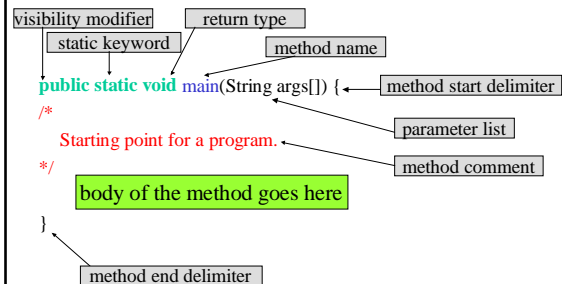 visibility modifier
return type
static keyword
method name
public static void main(String args[]) {
method start delimiter
/*
parameter list
Starting point for a program.
method comment
*/
body of the method goes here
}
method end delimiter